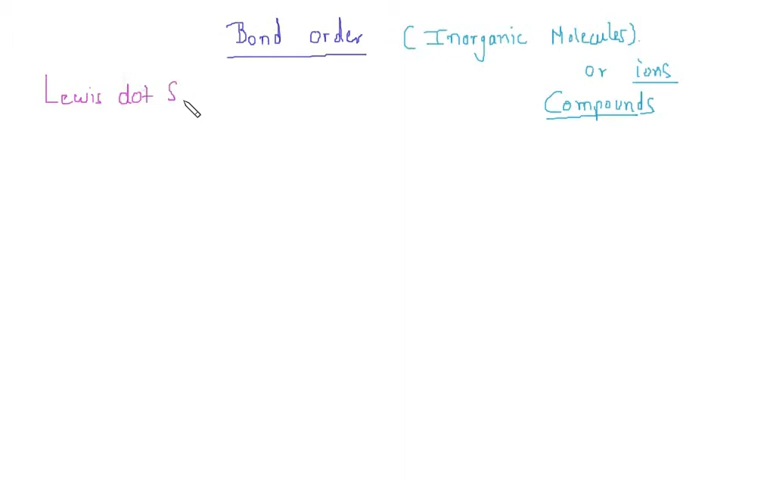 Bond order (Inorganic Molecules).
or ions
Compounds
Lewis dot S